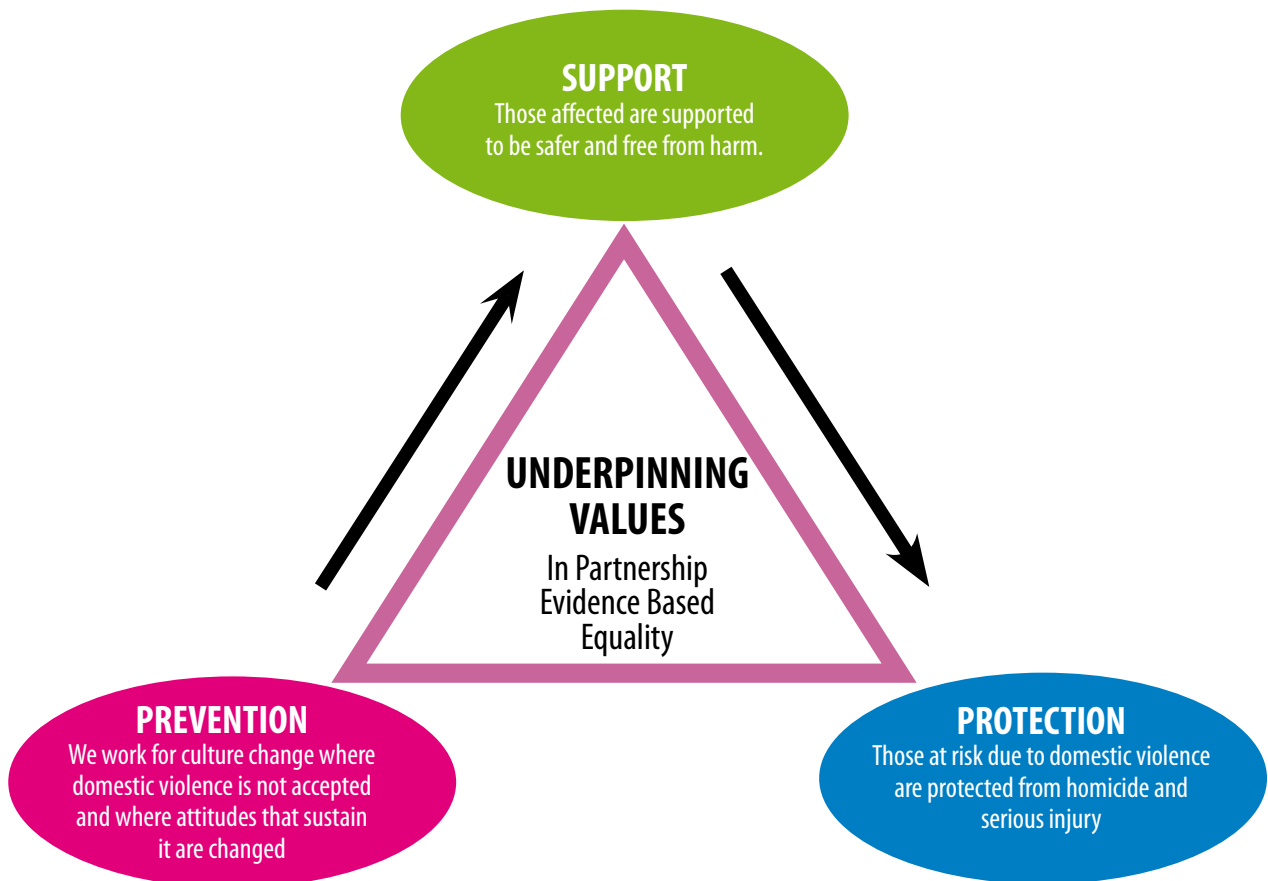 SUPPORT
Those affected are supported
to be safer and free from harm.
UNDERPINNING
VALUES
In Partnership
Evidence Based
Equality
PREVENTION
We work for culture change where
domestic violence is not accepted
and where attitudes that sustain
it are changed
PROTECTION
Those at risk due to domestic violence
are protected from homicide and
serious injury